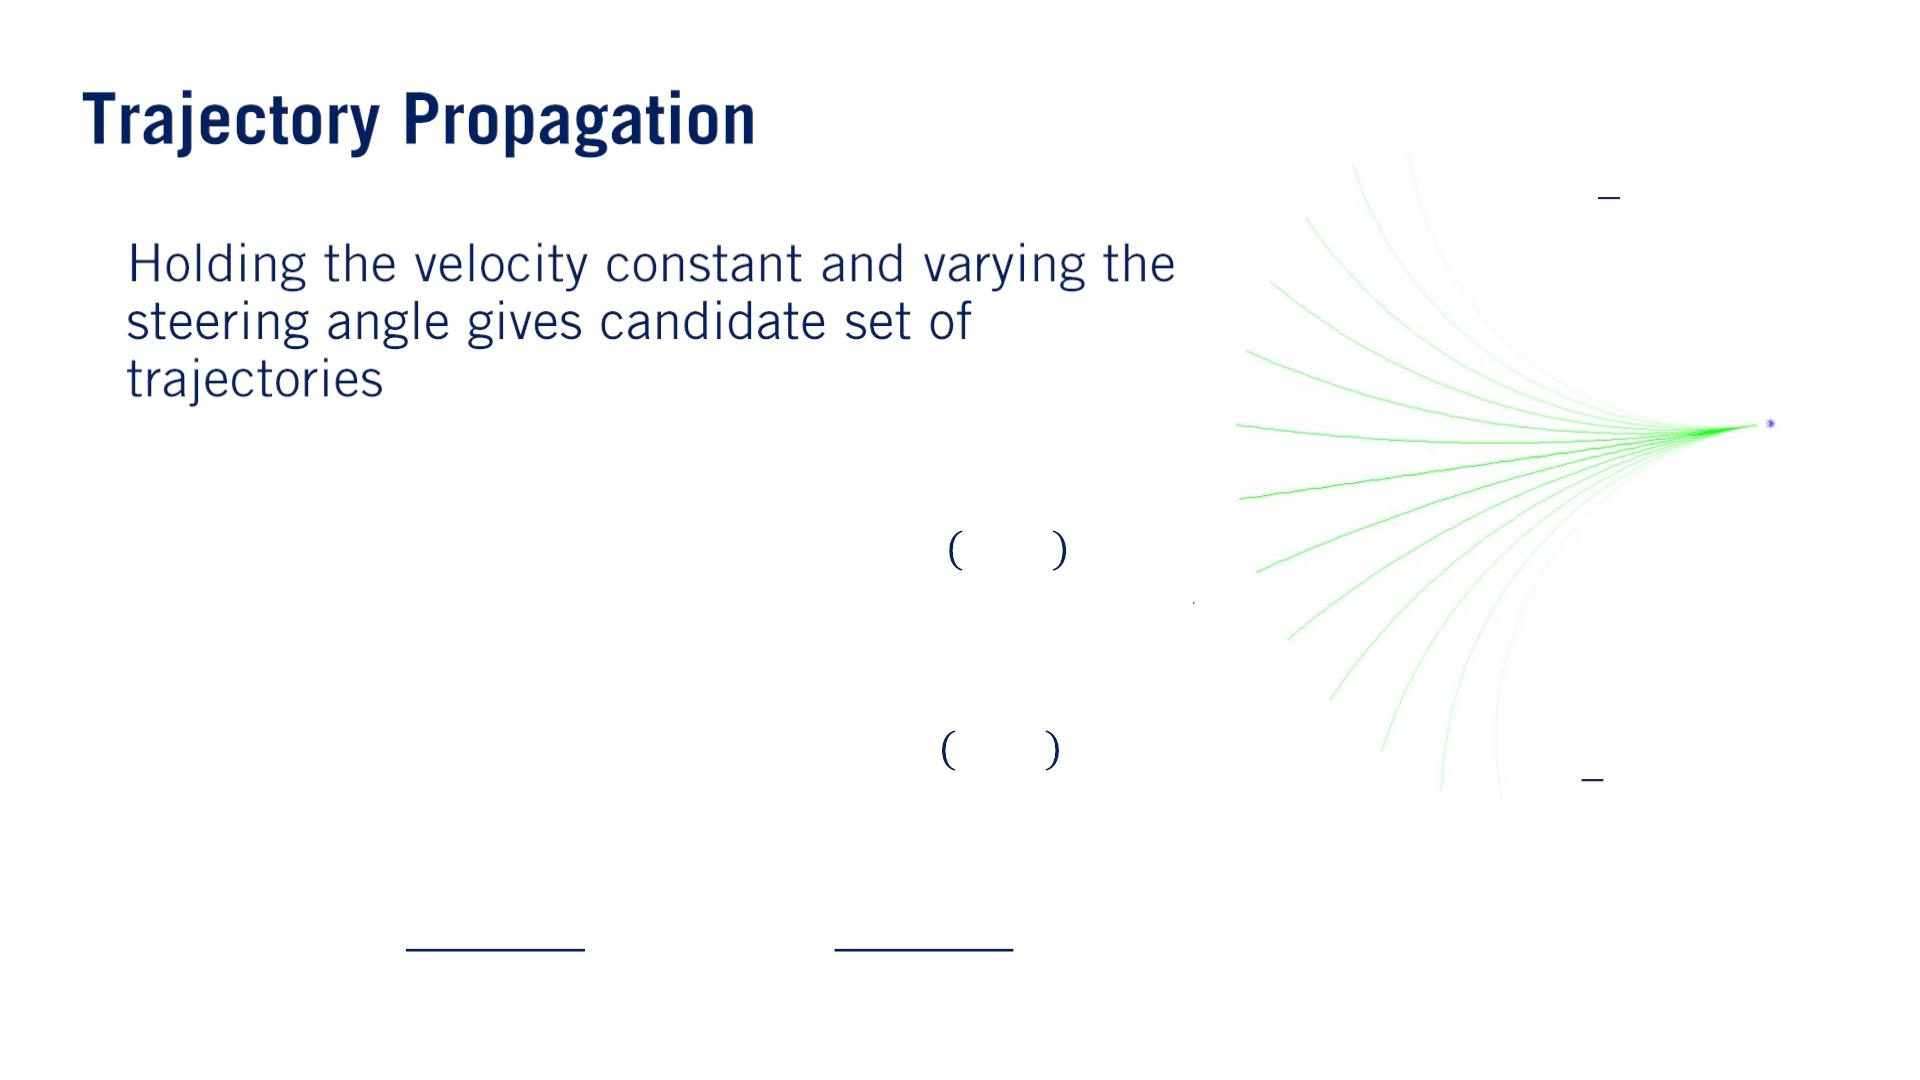 Trajectory Propagation
Holding the velocity constant and varying the
steering angle gives candidate set of
trajectories
( )
( )